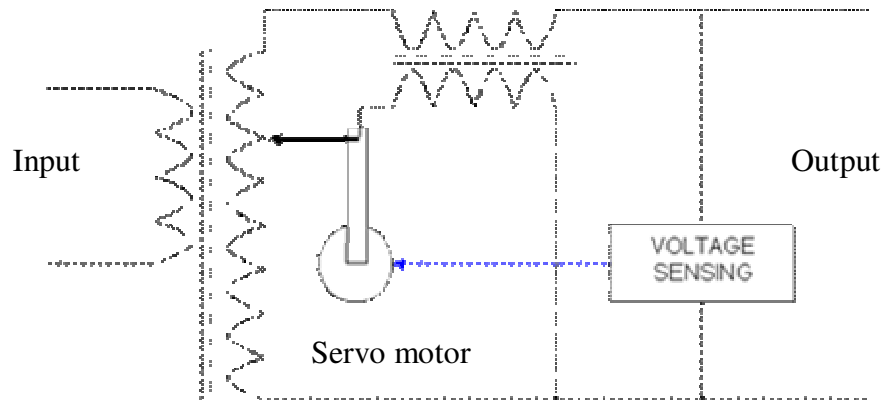 Input
Output
VOLTAGE
SENSING
Servo motor